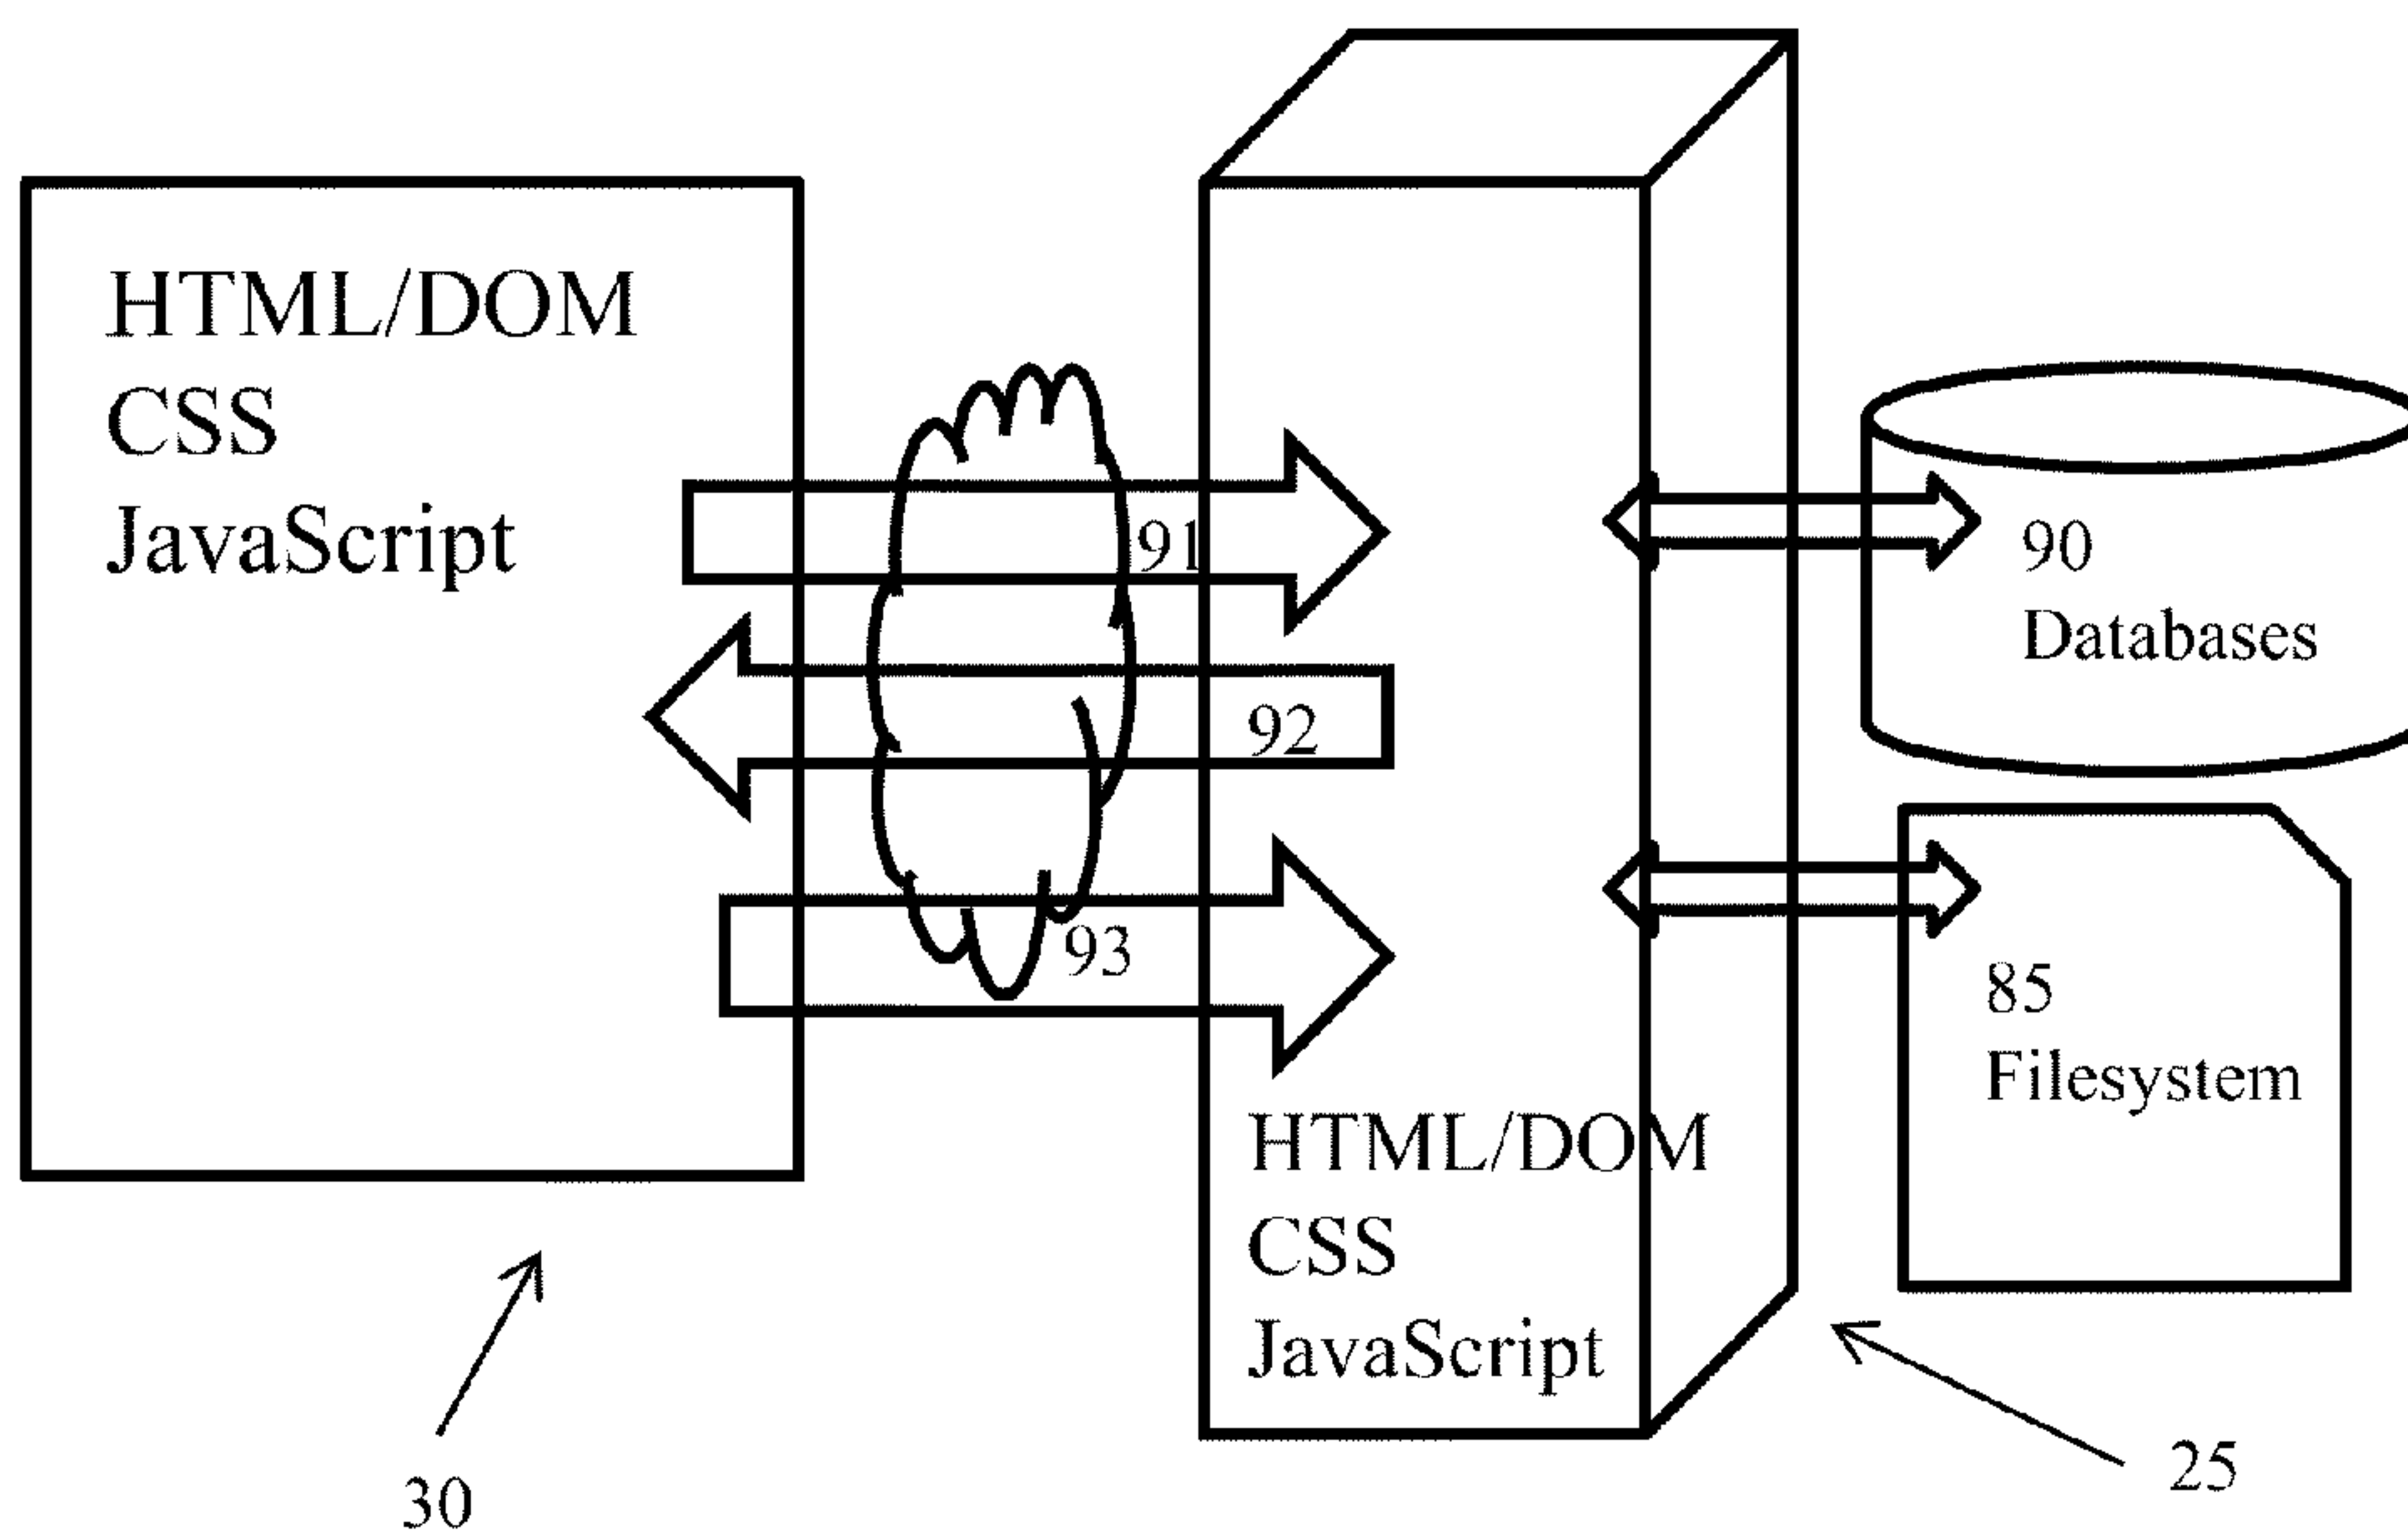 HTML/DOM
CSS
JavaScript
91
92
93
90
Databases
85
Filesystem
HTML/DOM
CSS
JavaScript
30
25